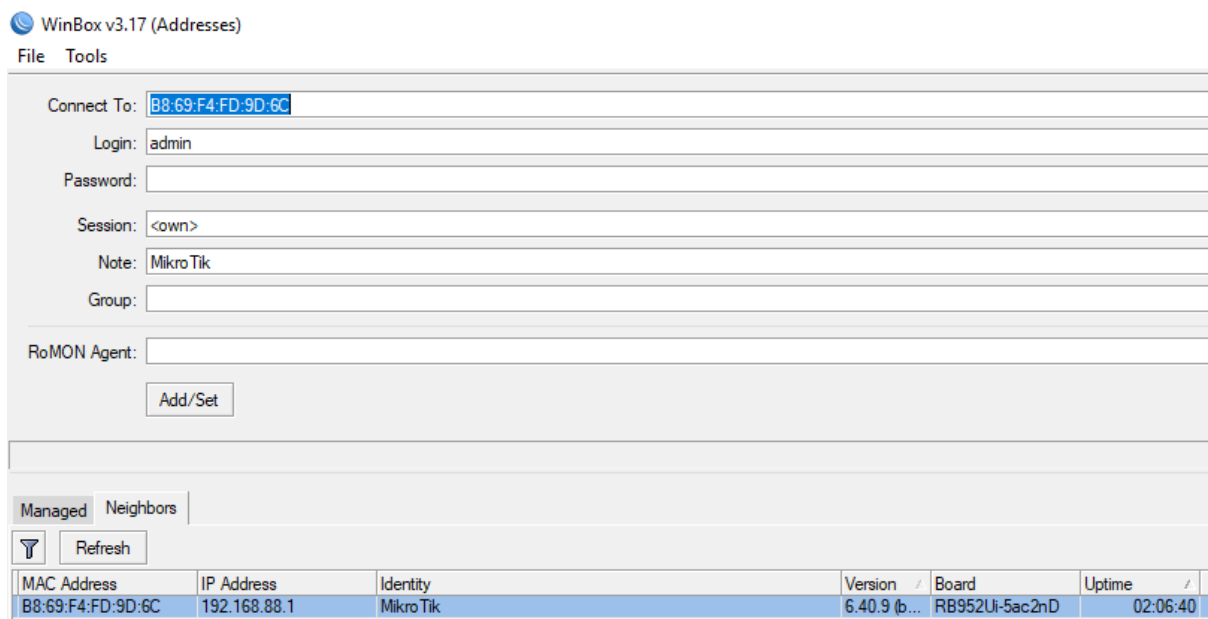 WinBox v3.17 (Addresses)
File Tools
Connect To: B8:69:F4:FD:9D:6C
Login: admin
Password:
Session: <own>
Note: MikroTik
Group:
RoMON Agent:
Add/Set
Managed Neighbors
Refresh
MAC Address IP Address Identity Version Board Uptime
B8:69:F4:FD:9D:6C 192.168.88.1 MikroTik 6.40.9 (b... RB952Ui-5ac2nD 02:06:40